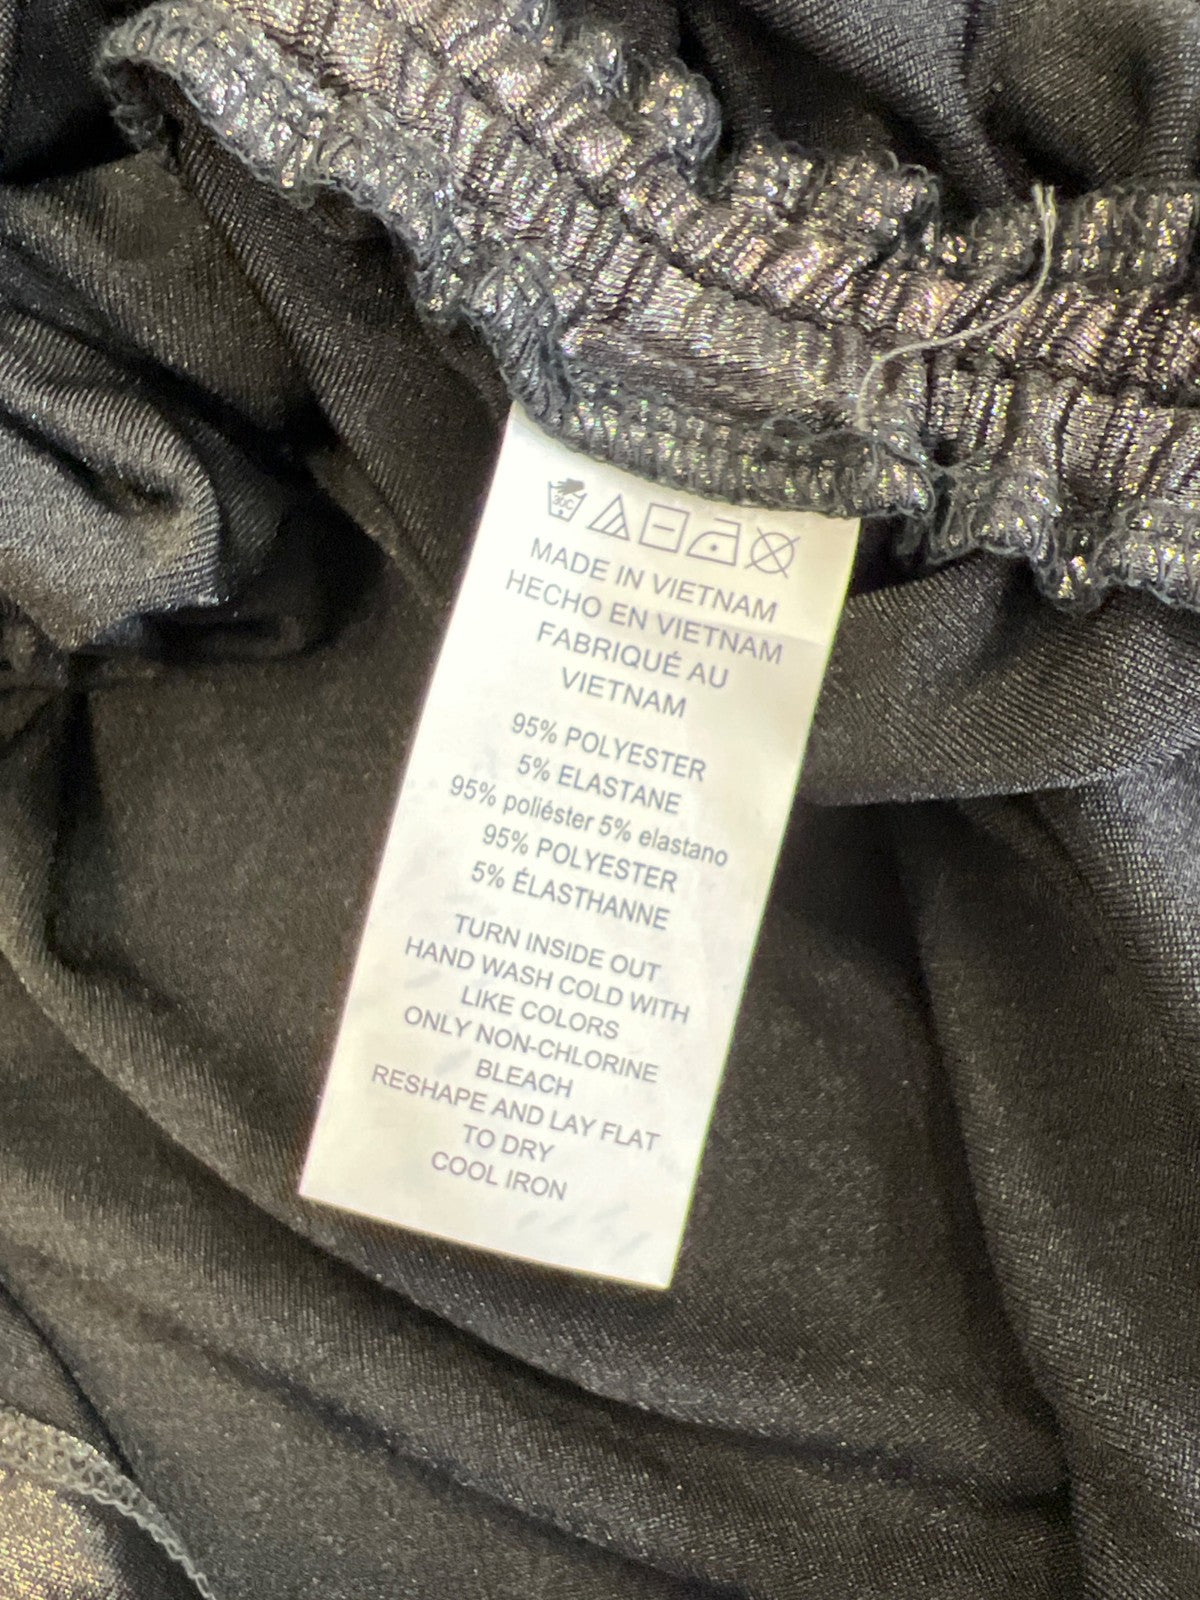 30C
MADE IN VIETNAM
HECHO EN VIETNAM
FABRIQUÉ AU
VIETNAM
95% POLYESTER
5% ELASTANE
95% poliéster 5% elastano
95% POLYESTER
5% ÉLASTHANNE
TURN INSIDE OUT
HAND WASH COLD WITH
LIKE COLORS
ONLY NON-CHLORINE
BLEACH
RESHAPE AND LAY FLAT
TO DRY
COOL IRON